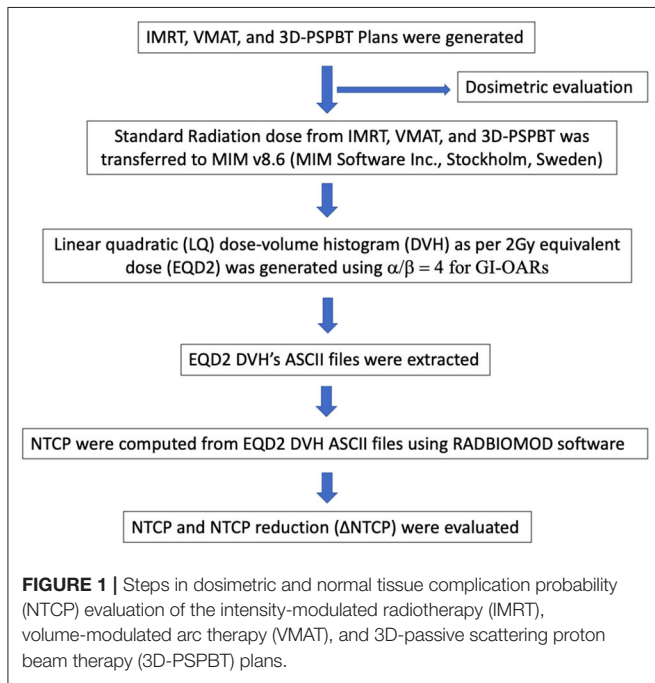 IMRT, VMAT, and 3D-PSPBT Plans were generated
Dosimetric evaluation
Standard Radiation dose from IMRT, VMAT, and 3D-PSPBT was
transferred to MIM v8.6 (MIM Software Inc., Stockholm, Sweden)
Linear quadratic (LQ) dose-volume histogram (DVH) as per 2Gy equivalent
dose (EQD2) was generated using α/β = 4 for GI-OARs
EQD2 DVH's ASCII files were extracted
NTCP were computed from EQD2 DVH ASCII files using RADBIOMOD software
NTCP and NTCP reduction (ΔNTCP) were evaluated
FIGURE 1 | Steps in dosimetric and normal tissue complication probability
(NTCP) evaluation of the intensity-modulated radiotherapy (IMRT),
volume-modulated arc therapy (VMAT), and 3D-passive scattering proton
beam therapy (3D-PSPBT) plans.